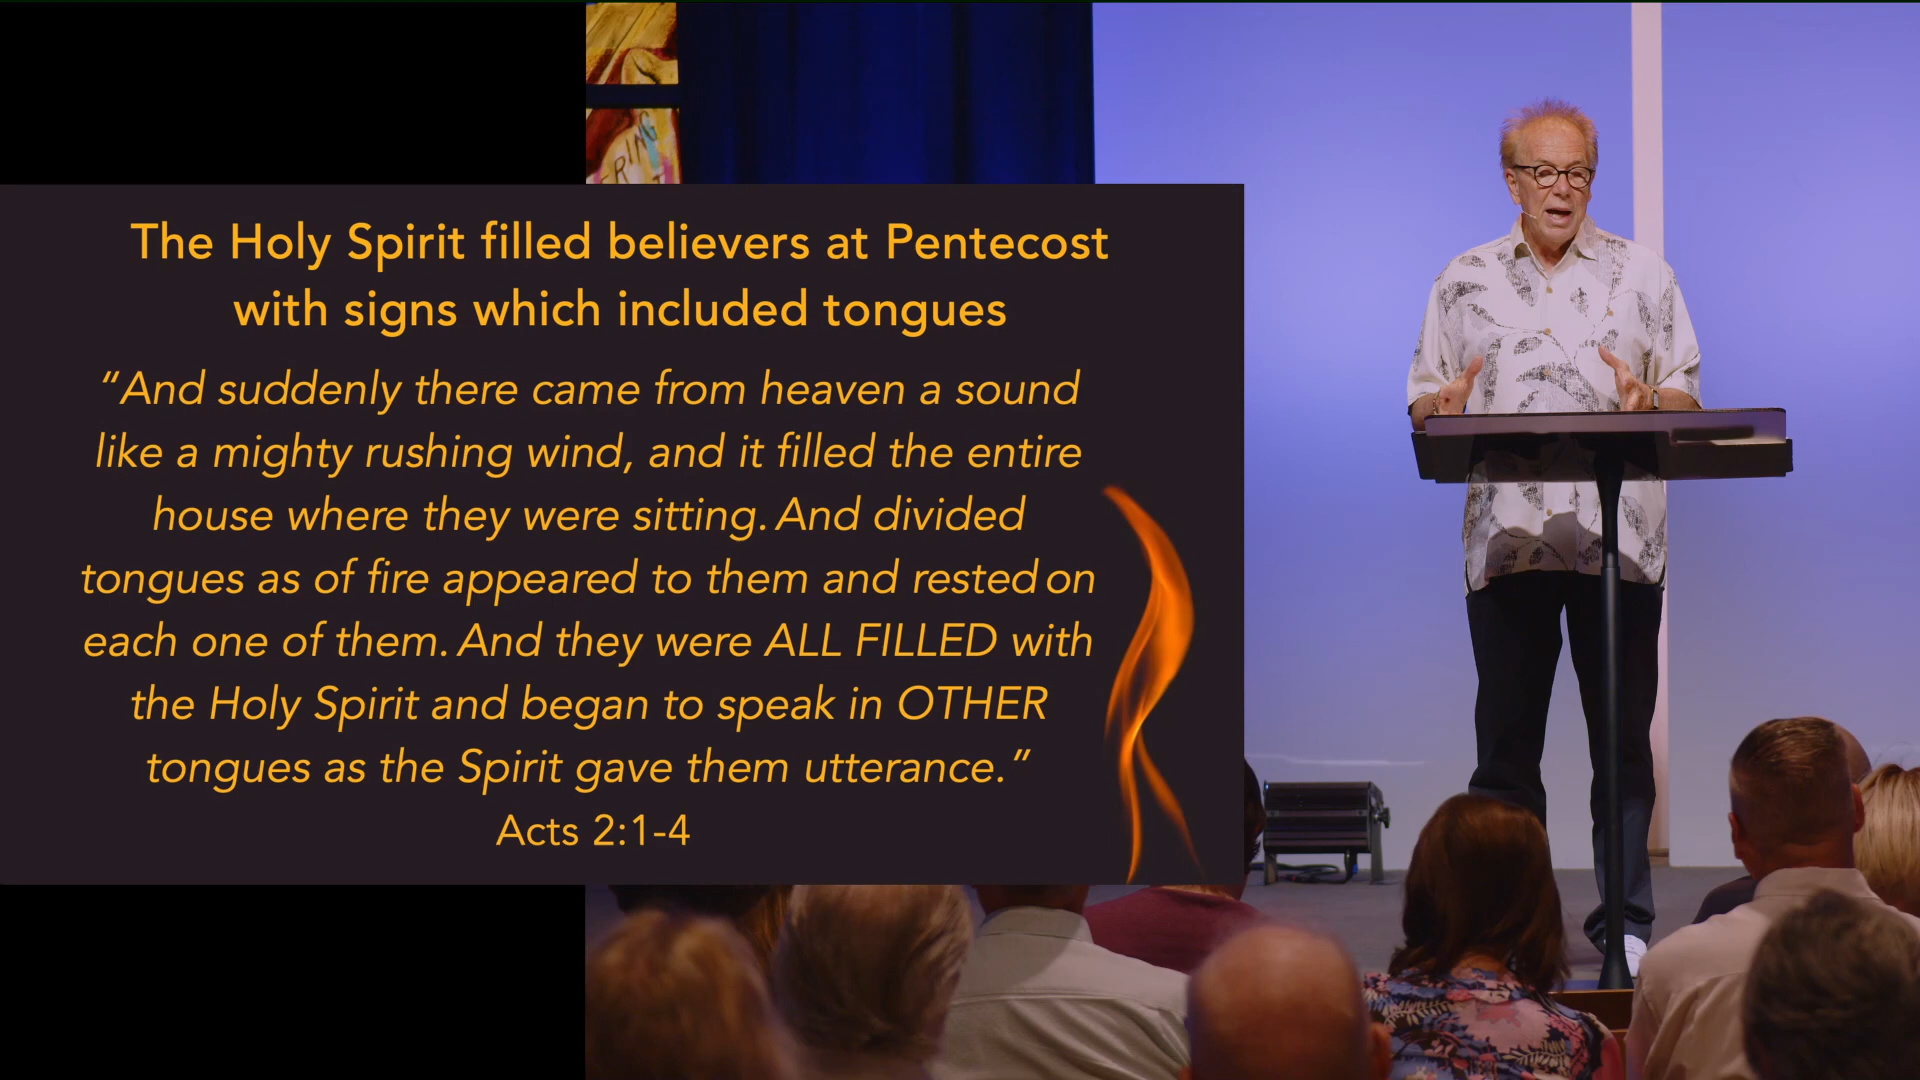 The Holy Spirit filled believers at Pentecost
with signs which included tongues
“And suddenly there came from heaven a sound
like a mighty rushing wind, and it filled the entire
house where they were sitting. And divided
tongues as of fire appeared to them and rested on
each one of them. And they were ALL FILLED with
the Holy Spirit and began to speak in OTHER
tongues as the Spirit gave them utterance.”
Acts 2:1-4